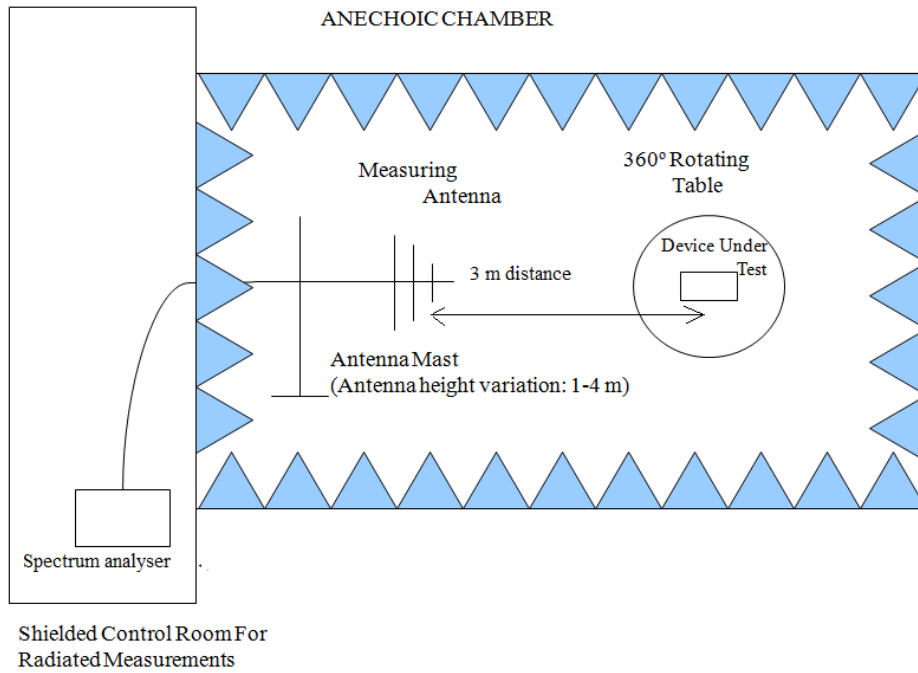 ANECHOIC CHAMBER
360º Rotating
Table
Measuring
Antenna
Device Under
Test
3 m distance
Antenna Mast
(Antenna height variation: 1-4 m)
Spectrum analyser
Shielded Control Room For
Radiated Measurements